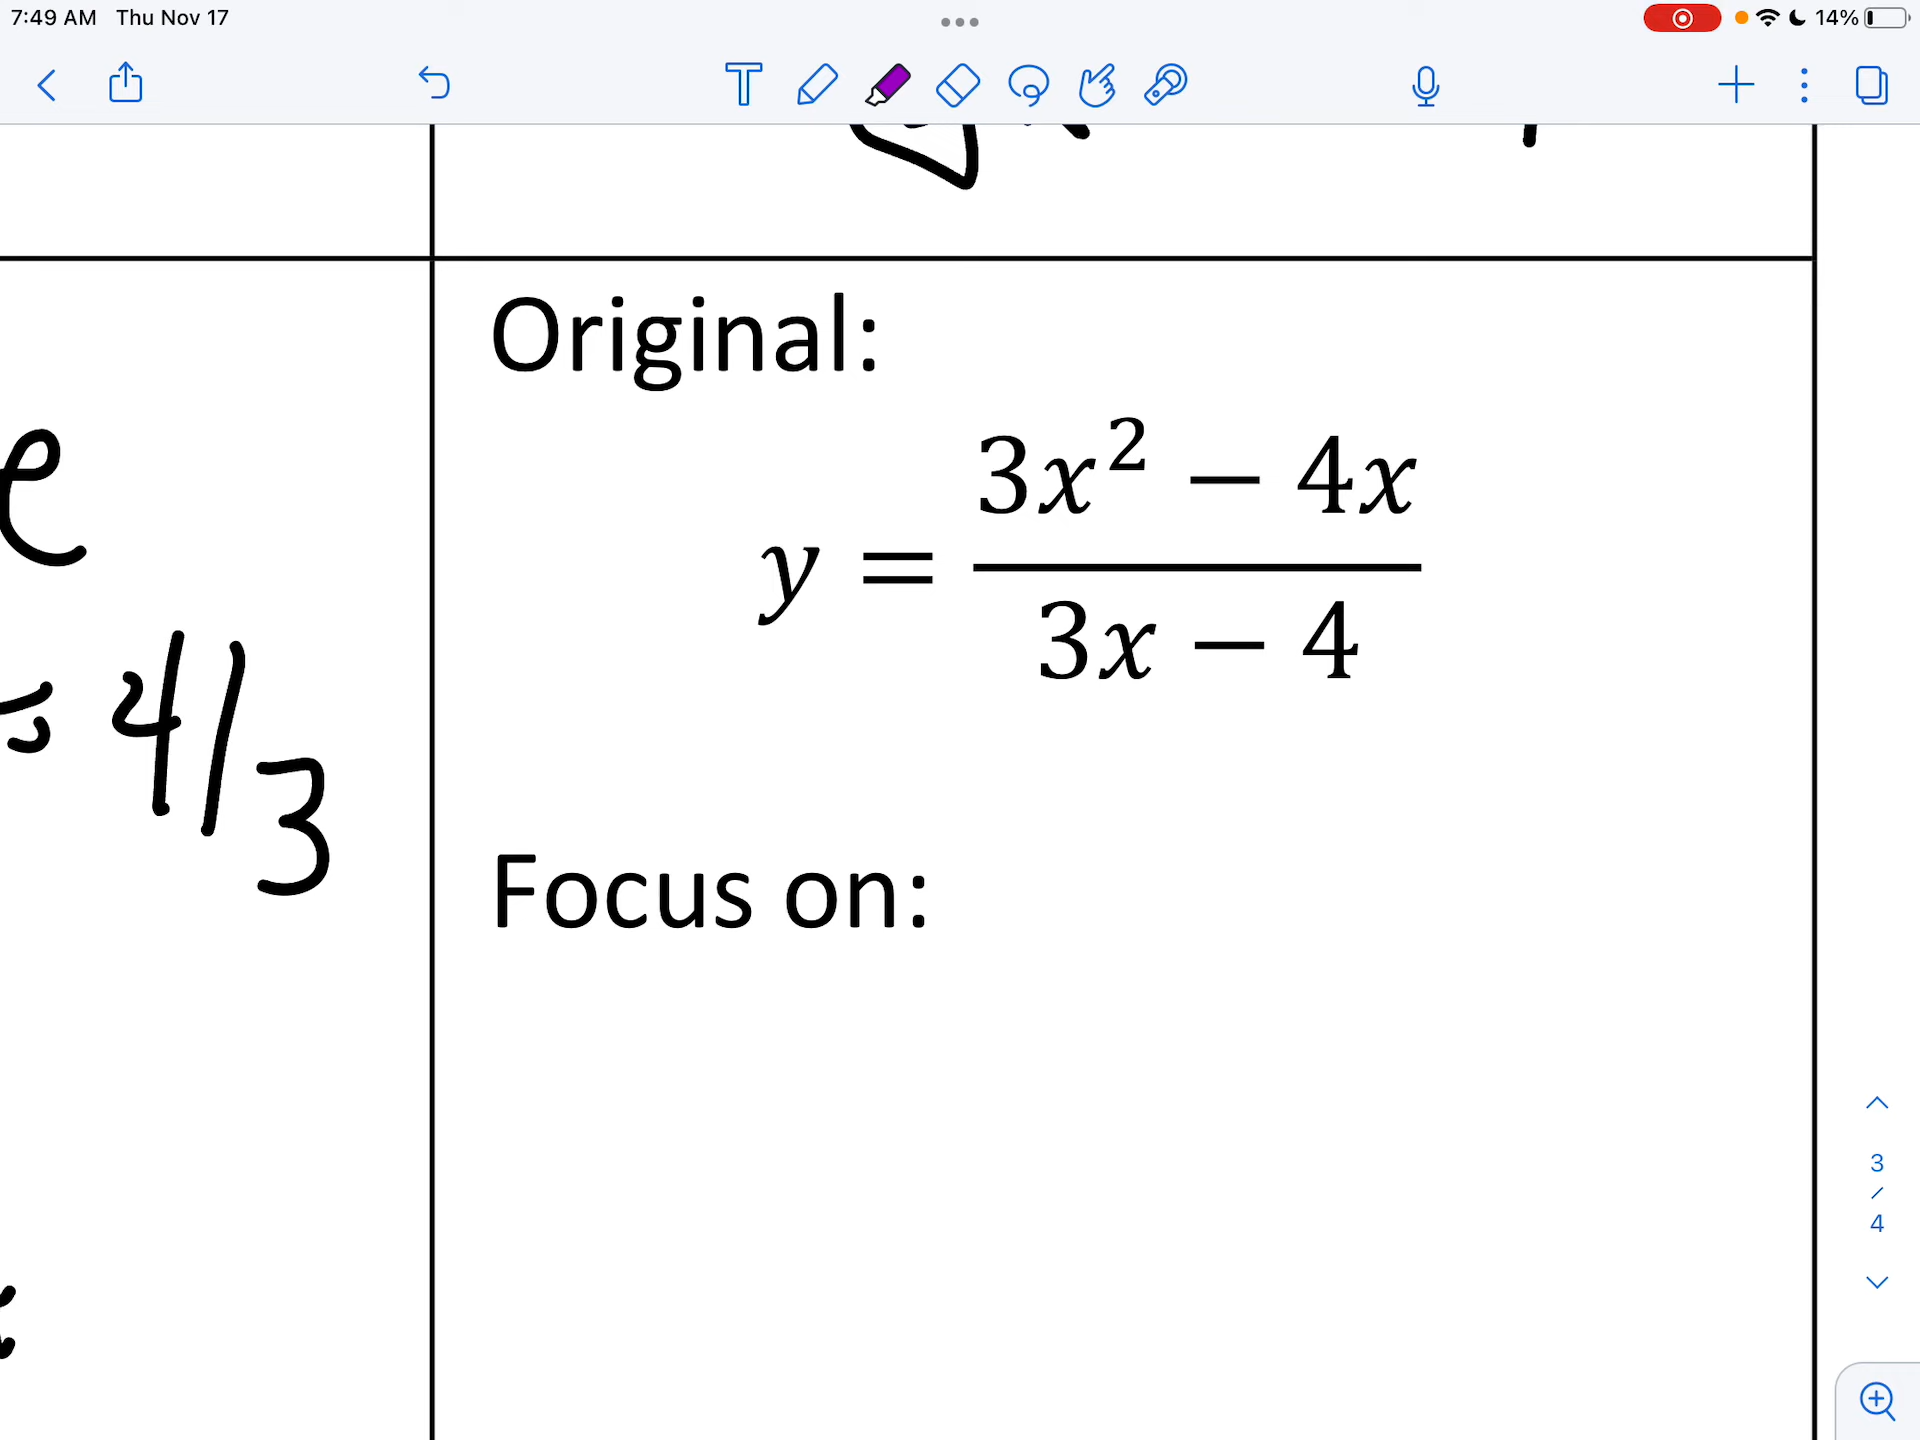 7:49 AM Thu Nov 17
14%
T
Original:
y = \frac{3x^2 - 4x}{3x - 4}
e
= 4/3
Focus on:
3
/
4